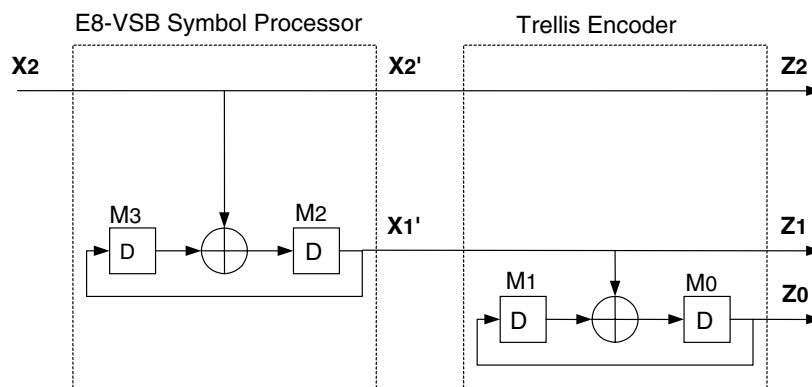 E8-VSB Symbol Processor
Trellis Encoder
X2
X2'
Z2
M3
M2
D
D
X1'
Z1
M1
M0
Z0
D
D